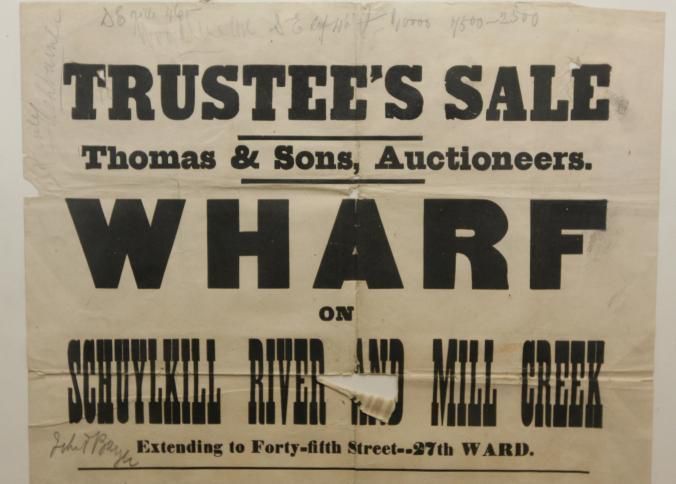 TRUSTEE'S SALE
Thomas & Sons, Auctioneers.
WHARF
ON
SCHUYLKILL RIVER AND MILL CREEK
Extending to Forty-fifth Street--27th WARD.